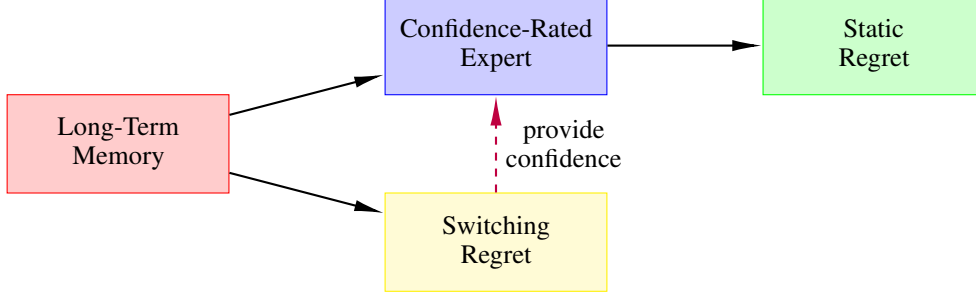 Long-Term
Memory
Confidence-Rated
Expert
provide
confidence
Switching
Regret
Static
Regret